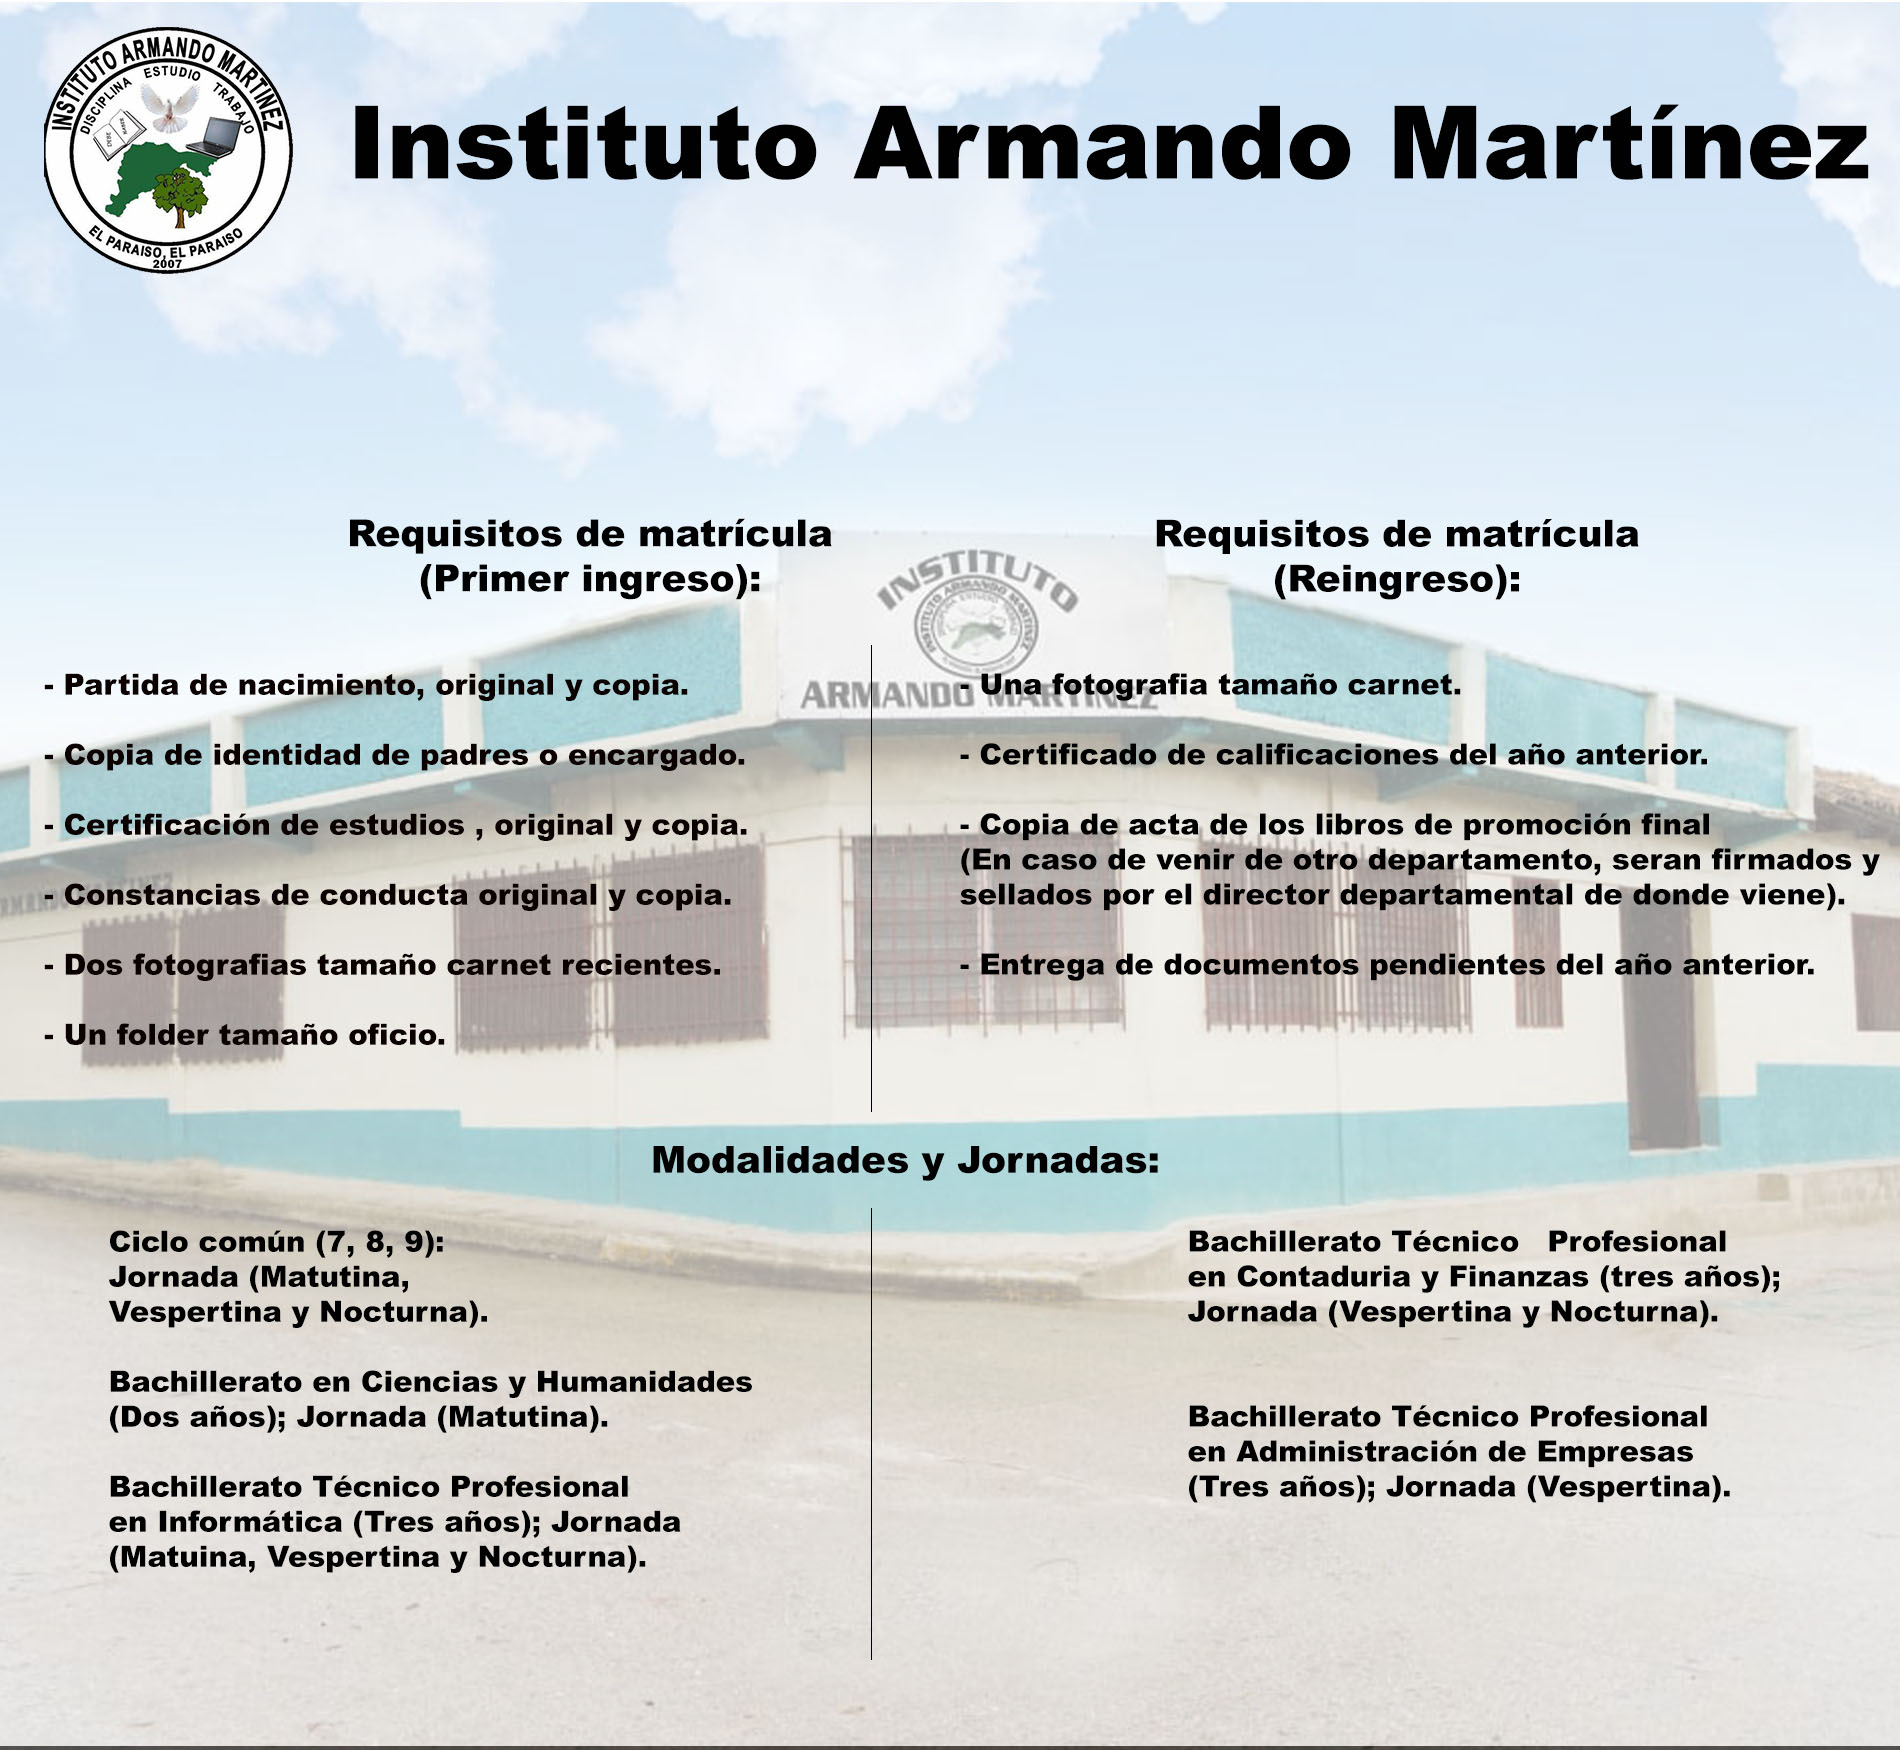 INSTITUTO ARMANDO MARTINEZ
DISCIPLINA ESTUDIO TRABAJO
DEBE HABER
EL PARAISO, EL PARAISO
2007
Instituto Armando Martínez
Requisitos de matrícula
(Primer ingreso):
- Partida de nacimiento, original y copia.
- Copia de identidad de padres o encargado.
- Certificación de estudios , original y copia.
- Constancias de conducta original y copia.
- Dos fotografias tamaño carnet recientes.
- Un folder tamaño oficio.
Requisitos de matrícula
(Reingreso):
- Una fotografia tamaño carnet.
- Certificado de calificaciones del año anterior.
- Copia de acta de los libros de promoción final
(En caso de venir de otro departamento, seran firmados y
sellados por el director departamental de donde viene).
- Entrega de documentos pendientes del año anterior.
INSTITUTO
INSTITUTO ARMANDO MARTINEZ
ARMANDO MARTINEZ
Modalidades y Jornadas:
Ciclo común (7, 8, 9):
Jornada (Matutina,
Vespertina y Nocturna).
Bachillerato en Ciencias y Humanidades
(Dos años); Jornada (Matutina).
Bachillerato Técnico Profesional
en Informática (Tres años); Jornada
(Matuina, Vespertina y Nocturna).
Bachillerato Técnico   Profesional
en Contaduria y Finanzas (tres años);
Jornada (Vespertina y Nocturna).
Bachillerato Técnico Profesional
en Administración de Empresas
(Tres años); Jornada (Vespertina).